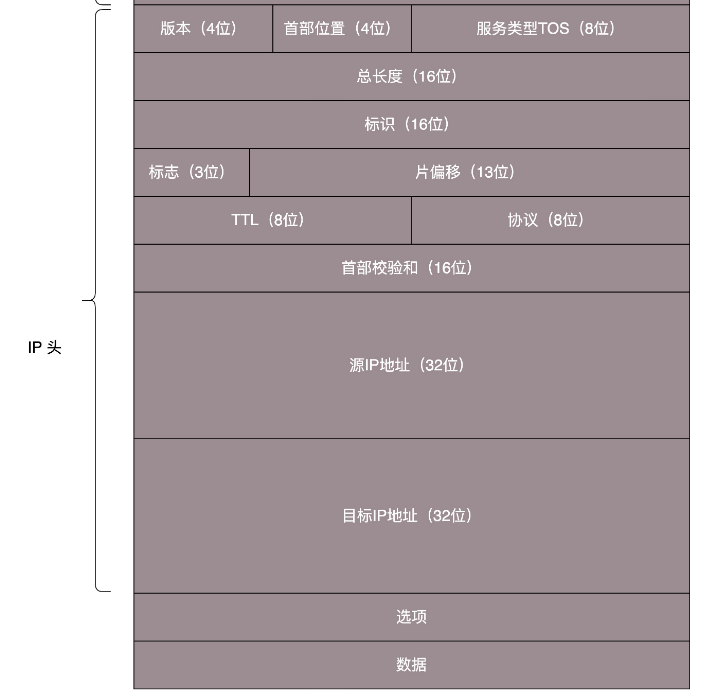 版本（4位）
首部位置（4位）
服务类型TOS（8位）
总长度（16位）
标识（16位）
标志（3位）
片偏移（13位）
TTL（8位）
协议（8位）
首部校验和（16位）
IP 头
源IP地址（32位）
目标IP地址（32位）
选项
数据